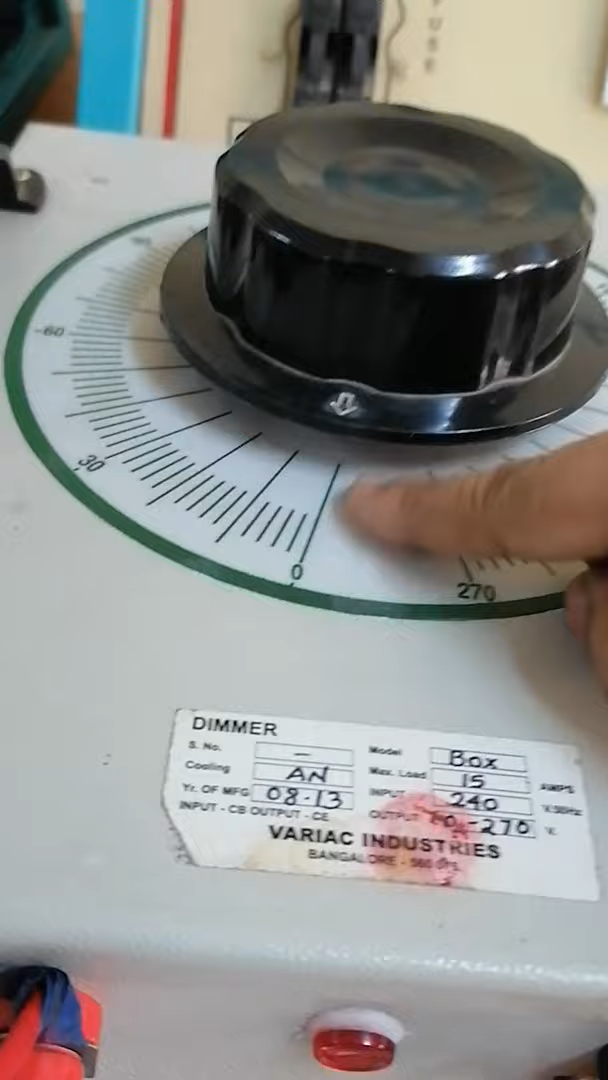 FUSE
60
30
0
270
DIMMER
S. No. —
Model Box
Cooling AN
Max. Load 15 AMPS
Yr. OF MFG 08-13
INPUT 240 V.50Hz
INPUT - CB OUTPUT - CE
OUTPUT 0-270 V.
VARIAC INDUSTRIES
BANGALORE - 560